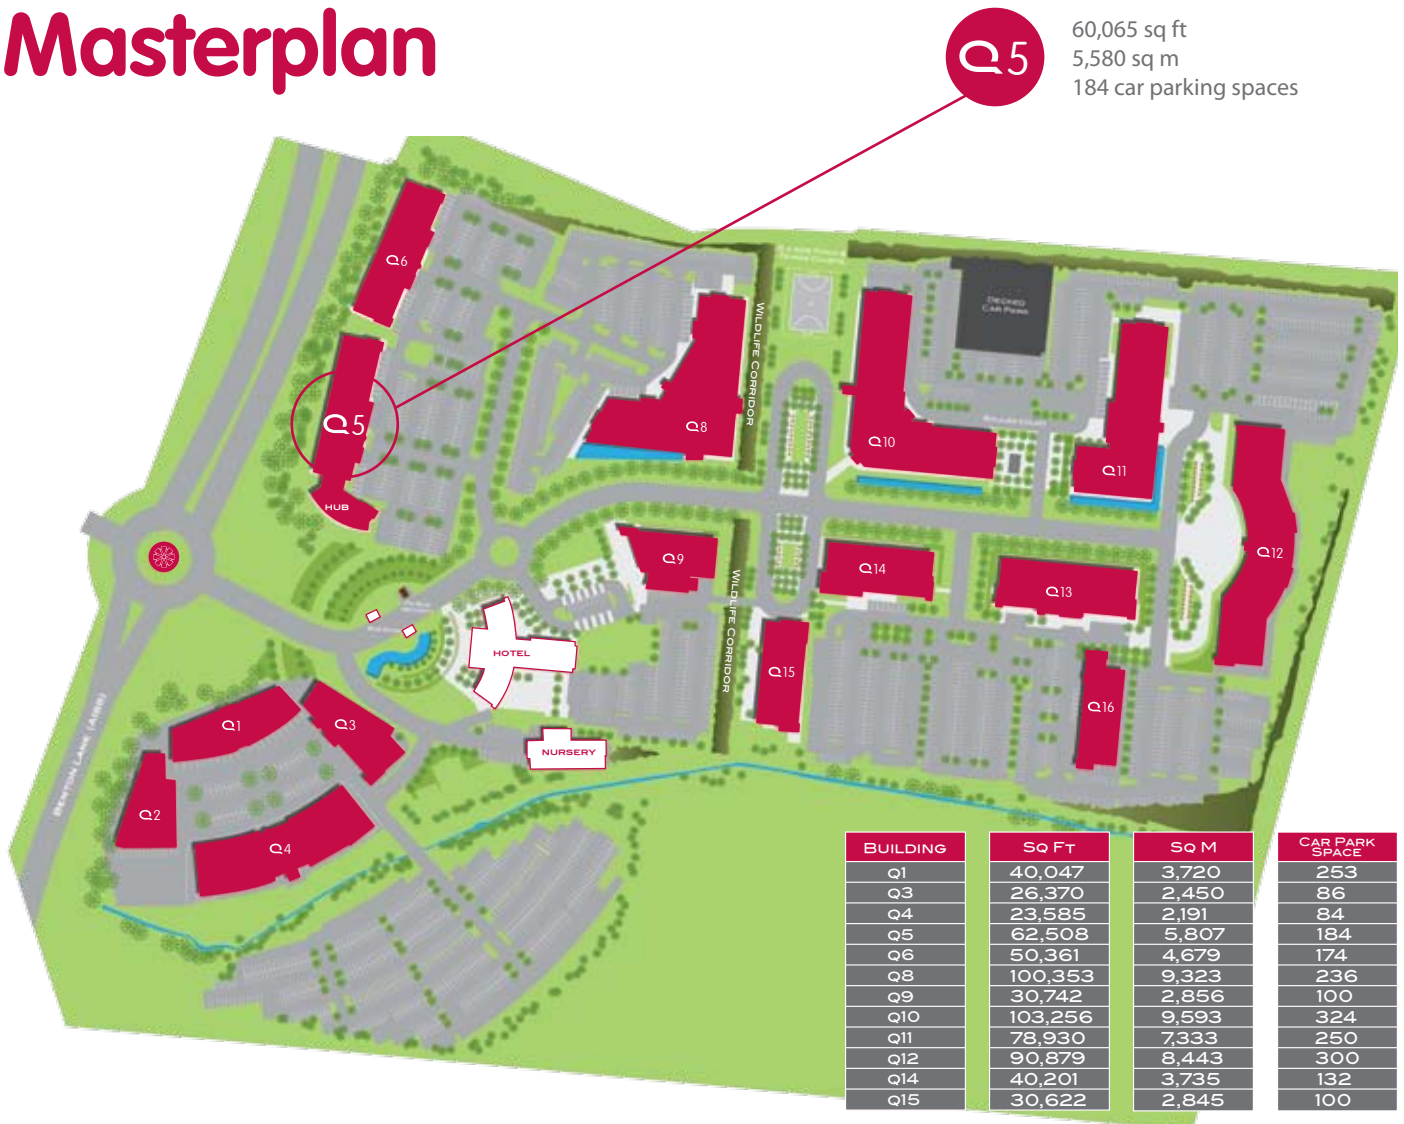 Masterplan
Q5
60,065 sq ft
5,580 sq m
184 car parking spaces
Q6
Decked
Car Park
Wildlife Corridor
Q5
Q8
Q10
Q11
Hub
Q12
Q9
Q14
Q13
Wildlife Corridor
Hotel
Q15
Q16
Q1
Q3
Nursery
Benton Lane (A189)
Q2
Q4
Building Sq Ft Sq M Car Park Space
Q1 40,047 3,720 253
Q3 26,370 2,450 86
Q4 23,585 2,191 84
Q5 62,508 5,807 184
Q6 50,361 4,679 174
Q8 100,353 9,323 236
Q9 30,742 2,856 100
Q10 103,256 9,593 324
Q11 78,930 7,333 250
Q12 90,879 8,443 300
Q14 40,201 3,735 132
Q15 30,622 2,845 100